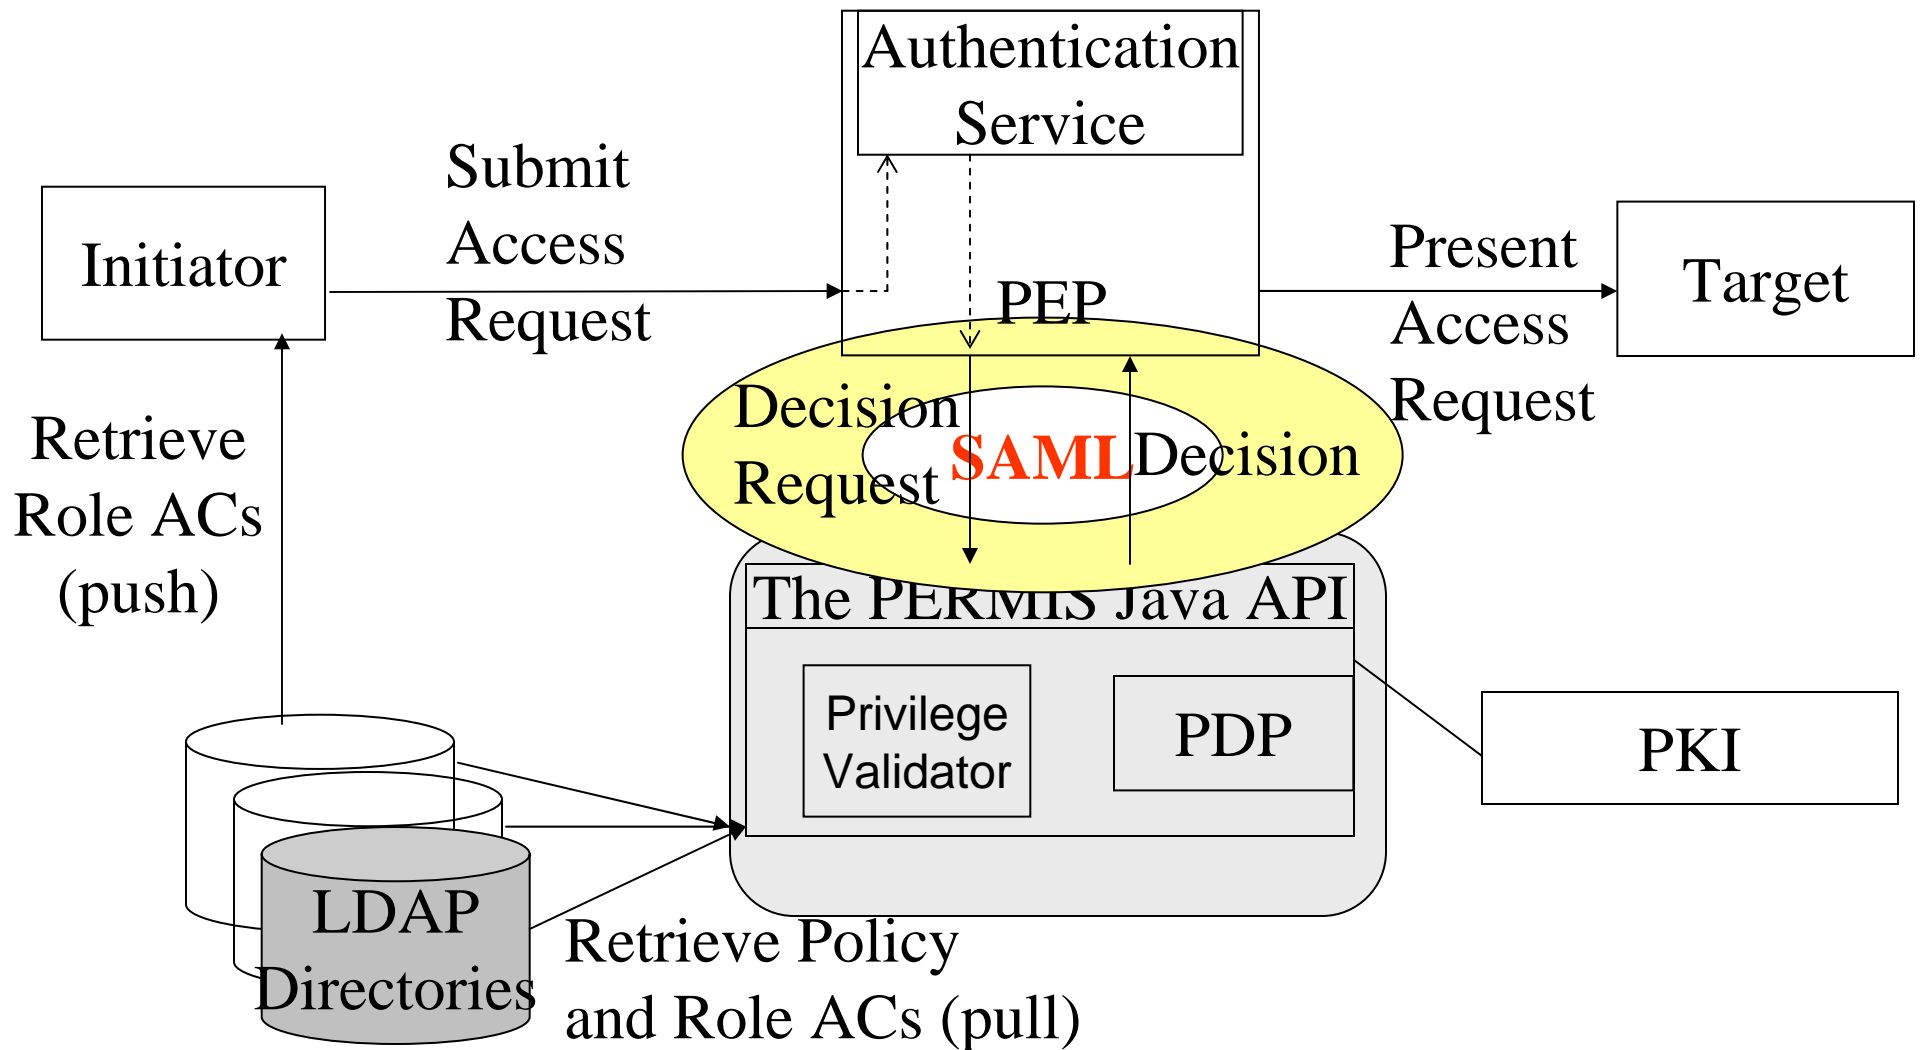 Authentication
Service
Submit
Access
Request
Initiator
PEP
Present
Access
Request
Target
Retrieve
Role ACs
(push)
Decision
Request
SAML
Decision
The PERMIS Java API
Privilege
Validator
PDP
PKI
LDAP
Directories
Retrieve Policy
and Role ACs (pull)